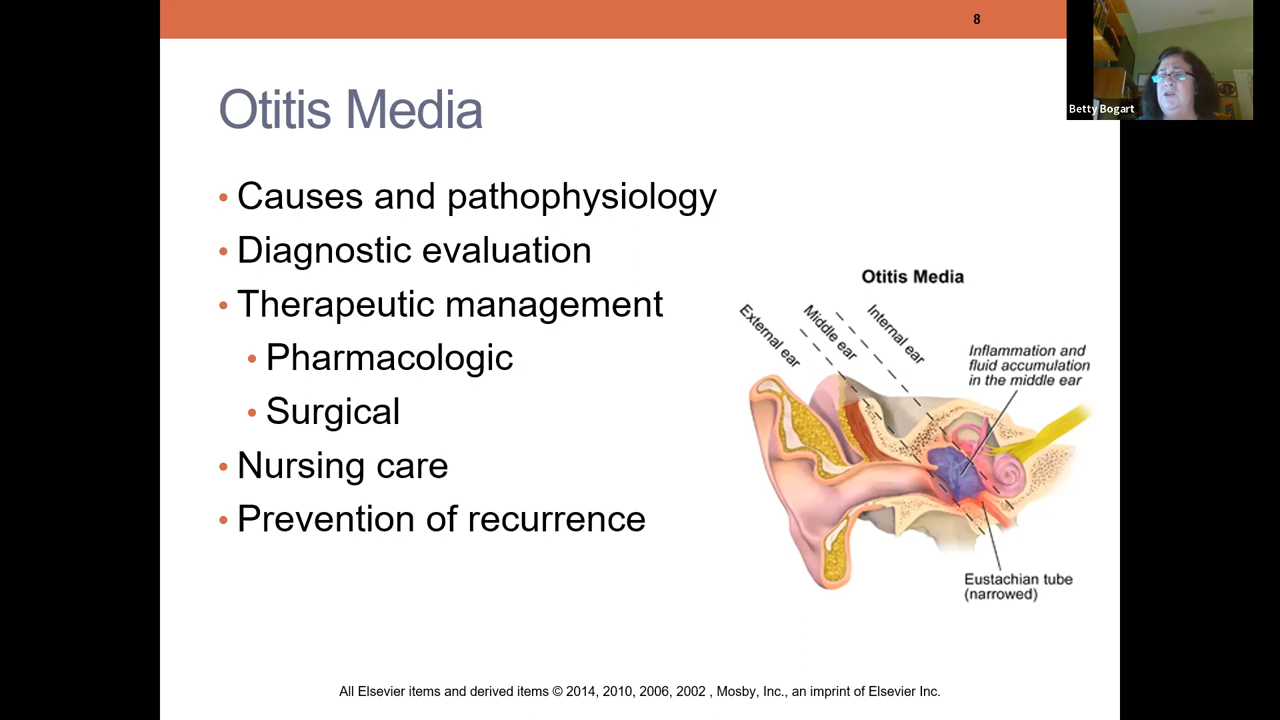 8
Betty Bogart
Otitis Media
• Causes and pathophysiology
• Diagnostic evaluation
• Therapeutic management
• Pharmacologic
• Surgical
• Nursing care
• Prevention of recurrence
Otitis Media
External ear
Middle ear
Internal ear
Inflammation and
fluid accumulation
in the middle ear
Eustachian tube
(narrowed)
All Elsevier items and derived items © 2014, 2010, 2006, 2002 , Mosby, Inc., an imprint of Elsevier Inc.